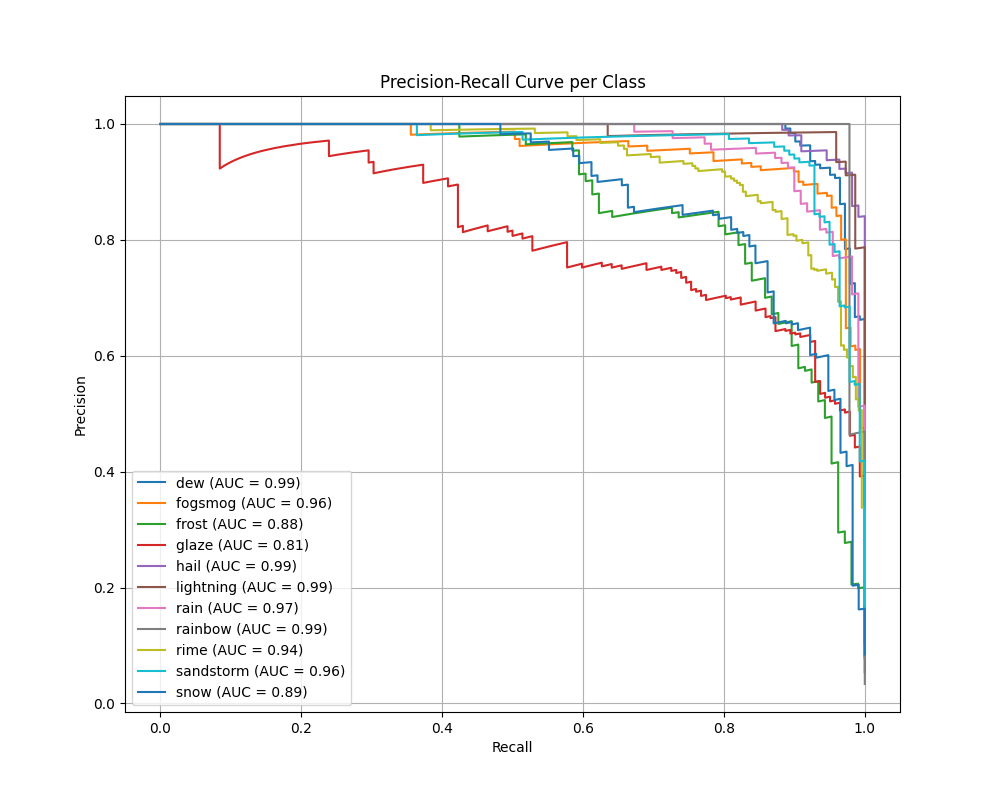 Precision-Recall Curve per Class
1.0
0.8
0.6
0.4
0.2
0.0
Precision
dew (AUC = 0.99)
fogsmog (AUC = 0.96)
frost (AUC = 0.88)
glaze (AUC = 0.81)
hail (AUC = 0.99)
lightning (AUC = 0.99)
rain (AUC = 0.97)
rainbow (AUC = 0.99)
rime (AUC = 0.94)
sandstorm (AUC = 0.96)
snow (AUC = 0.89)
0.0 0.2 0.4 0.6 0.8 1.0
Recall